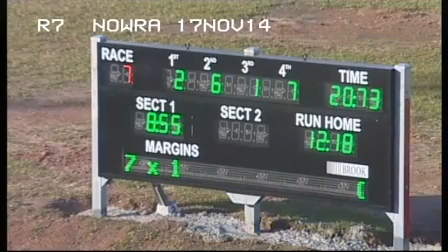 R7 NOWRA 17NOV14
RACE 1ST 2ND 3RD 4TH TIME
7 2 6 1 7 20.73
SECT 1 SECT 2 RUN HOME
8.55 12.18
MARGINS
7 x 1
BROOK